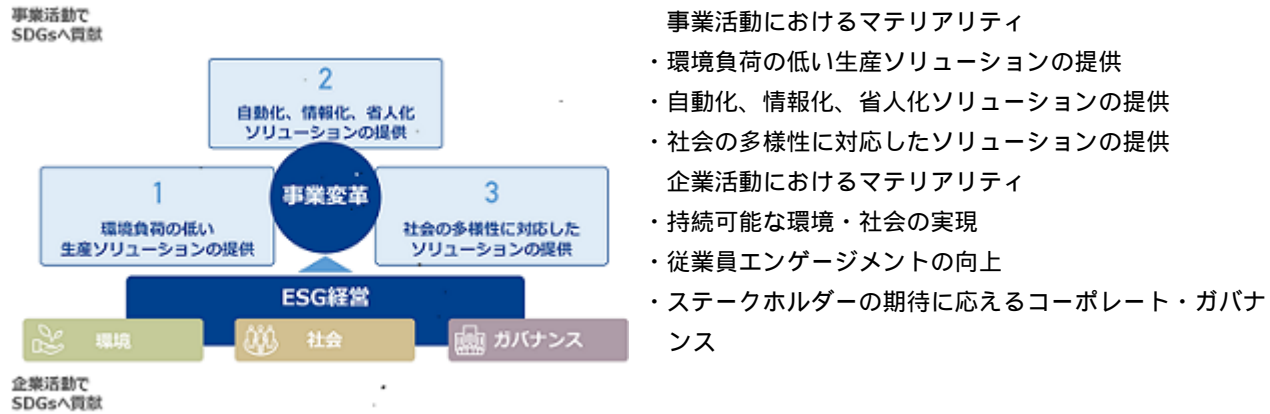 事業活動で
SDGsへ貢献
2
自動化、情報化、省人化
ソリューションの提供
事業変革
1
環境負荷の低い
生産ソリューションの提供
3
社会の多様性に対応した
ソリューションの提供
ESG経営
環境
社会
ガバナンス
企業活動で
SDGsへ貢献
事業活動におけるマテリアリティ
・環境負荷の低い生産ソリューションの提供
・自動化、情報化、省人化ソリューションの提供
・社会の多様性に対応したソリューションの提供
企業活動におけるマテリアリティ
・持続可能な環境・社会の実現
・従業員エンゲージメントの向上
・ステークホルダーの期待に応えるコーポレート・ガバナ
ンス